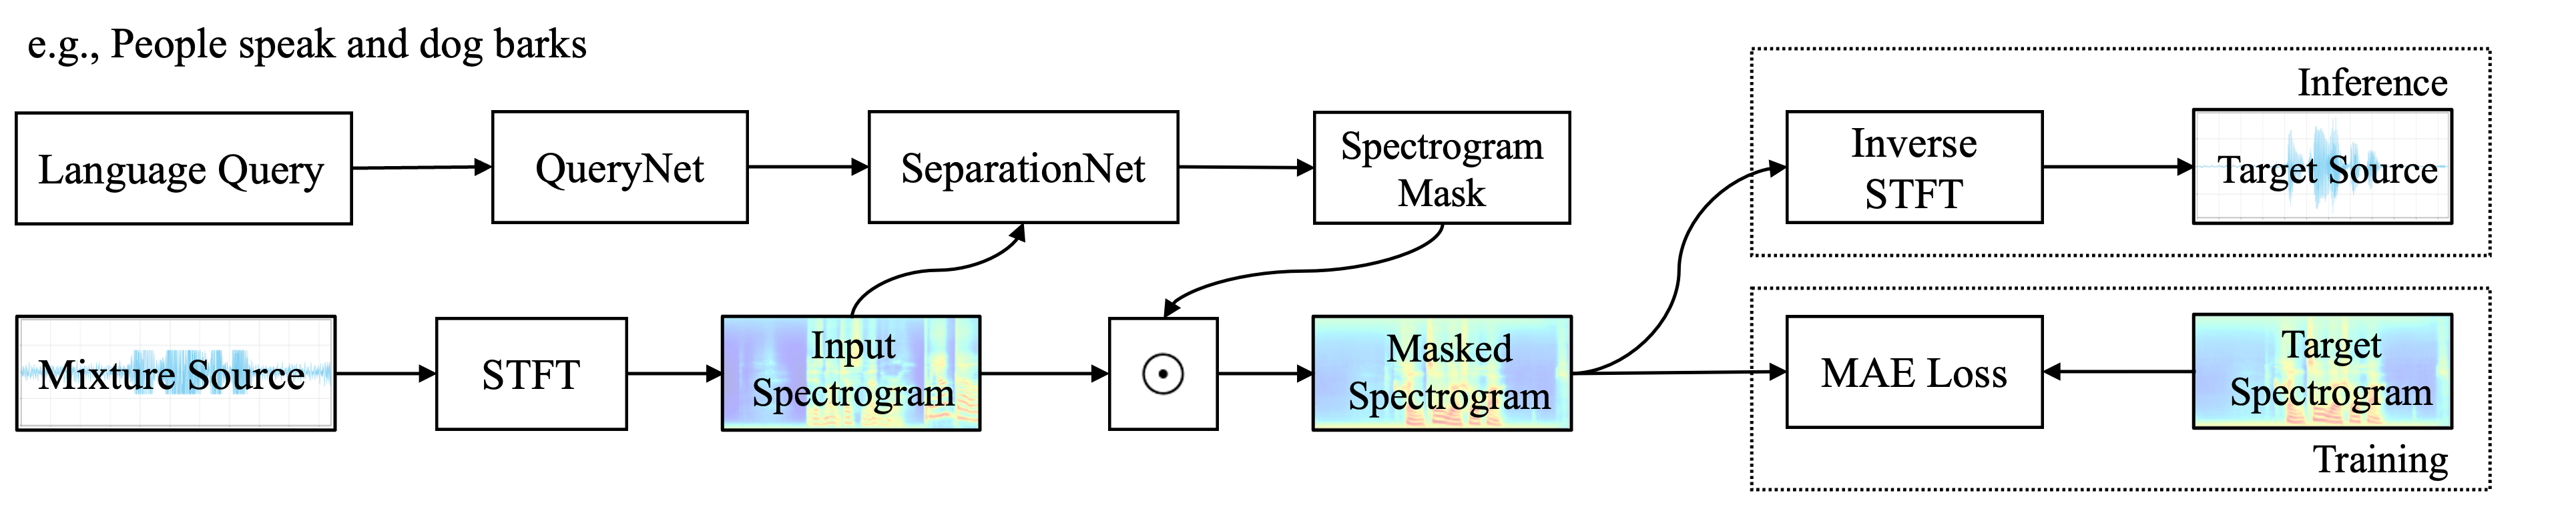 e.g., People speak and dog barks
Language Query
QueryNet
SeparationNet
Spectrogram
Mask
Inference
Inverse
STFT
Target Source
Mixture Source
STFT
Input
Spectrogram
⊙
Masked
Spectrogram
MAE Loss
Target
Spectrogram
Training